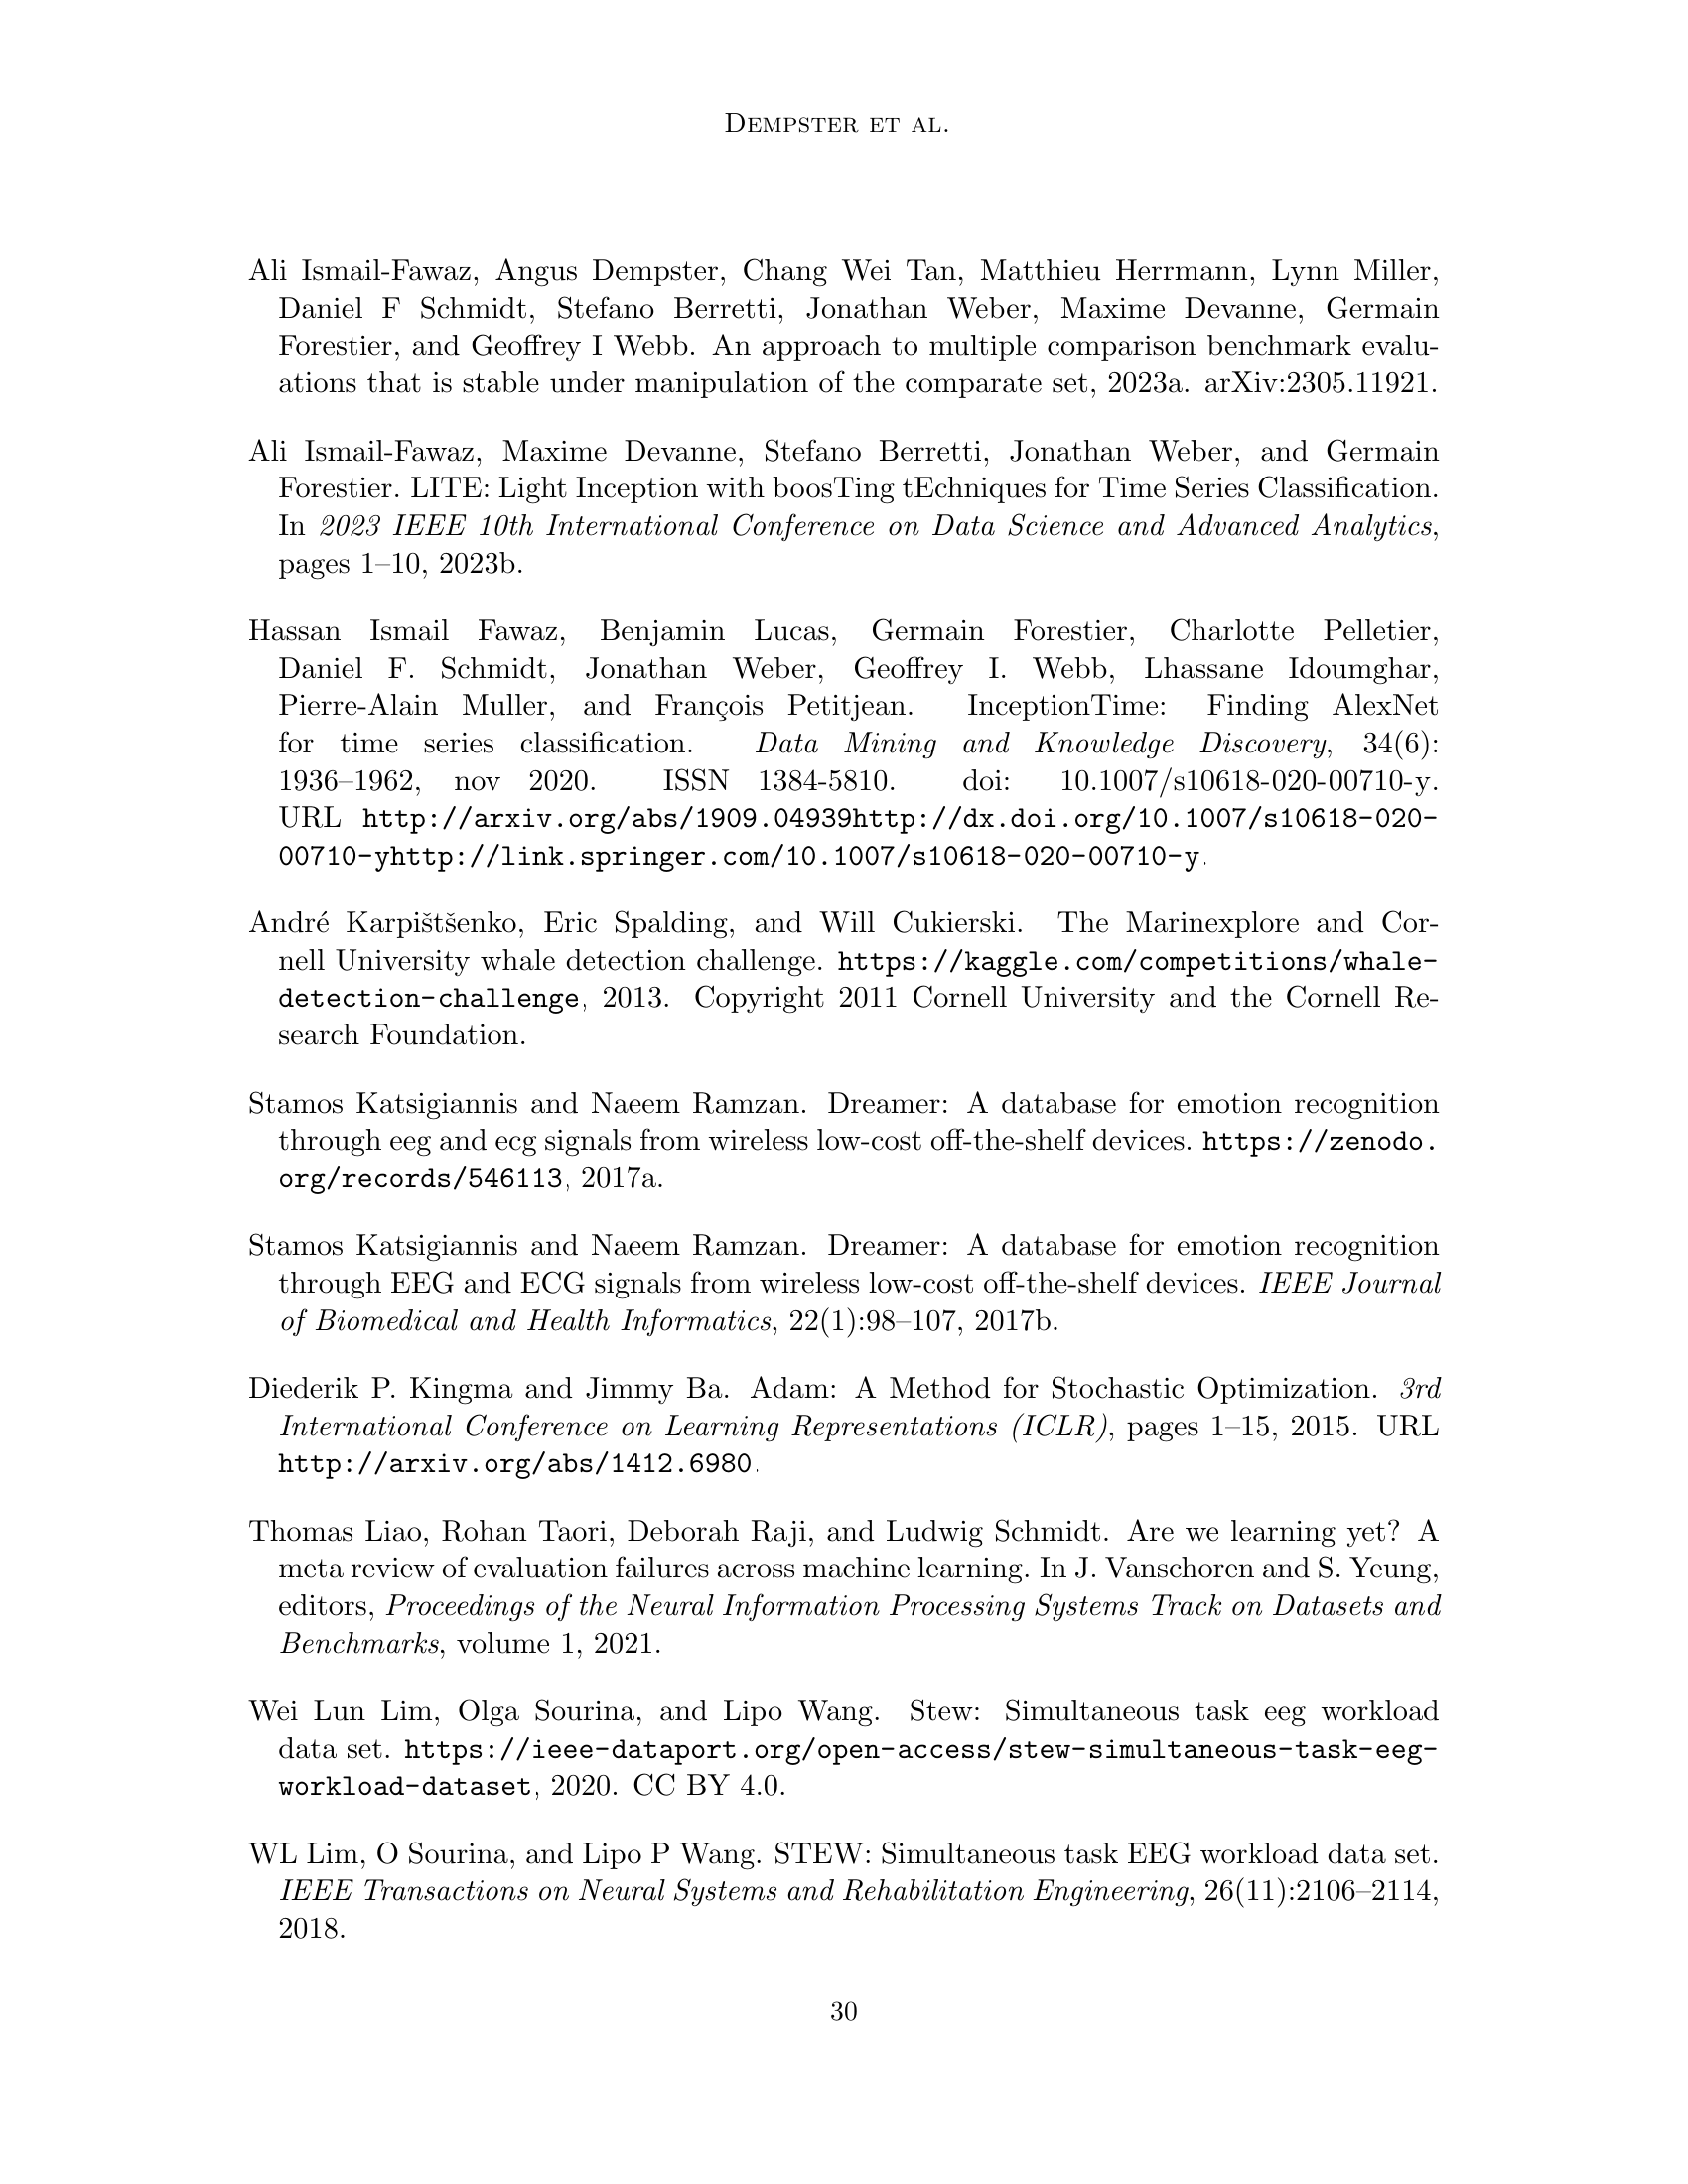 Dempster et al.
Ali Ismail-Fawaz, Angus Dempster, Chang Wei Tan, Matthieu Herrmann, Lynn Miller,
Daniel F Schmidt, Stefano Berretti, Jonathan Weber, Maxime Devanne, Germain
Forestier, and Geoffrey I Webb. An approach to multiple comparison benchmark evalu-
ations that is stable under manipulation of the comparate set, 2023a. arXiv:2305.11921.
Ali Ismail-Fawaz, Maxime Devanne, Stefano Berretti, Jonathan Weber, and Germain
Forestier. LITE: Light Inception with boosTing tEchniques for Time Series Classification.
In 2023 IEEE 10th International Conference on Data Science and Advanced Analytics,
pages 1–10, 2023b.
Hassan Ismail Fawaz, Benjamin Lucas, Germain Forestier, Charlotte Pelletier,
Daniel F. Schmidt, Jonathan Weber, Geoffrey I. Webb, Lhassane Idoumghar,
Pierre-Alain Muller, and François Petitjean. InceptionTime: Finding AlexNet
for time series classification. Data Mining and Knowledge Discovery, 34(6):
1936–1962, nov 2020. ISSN 1384-5810. doi: 10.1007/s10618-020-00710-y.
URL http://arxiv.org/abs/1909.04939http://dx.doi.org/10.1007/s10618-020-
00710-yhttp://link.springer.com/10.1007/s10618-020-00710-y.
André Karpištšenko, Eric Spalding, and Will Cukierski. The Marinexplore and Cor-
nell University whale detection challenge. https://kaggle.com/competitions/whale-
detection-challenge, 2013. Copyright 2011 Cornell University and the Cornell Re-
search Foundation.
Stamos Katsigiannis and Naeem Ramzan. Dreamer: A database for emotion recognition
through eeg and ecg signals from wireless low-cost off-the-shelf devices. https://zenodo.
org/records/546113, 2017a.
Stamos Katsigiannis and Naeem Ramzan. Dreamer: A database for emotion recognition
through EEG and ECG signals from wireless low-cost off-the-shelf devices. IEEE Journal
of Biomedical and Health Informatics, 22(1):98–107, 2017b.
Diederik P. Kingma and Jimmy Ba. Adam: A Method for Stochastic Optimization. 3rd
International Conference on Learning Representations (ICLR), pages 1–15, 2015. URL
http://arxiv.org/abs/1412.6980.
Thomas Liao, Rohan Taori, Deborah Raji, and Ludwig Schmidt. Are we learning yet? A
meta review of evaluation failures across machine learning. In J. Vanschoren and S. Yeung,
editors, Proceedings of the Neural Information Processing Systems Track on Datasets and
Benchmarks, volume 1, 2021.
Wei Lun Lim, Olga Sourina, and Lipo Wang. Stew: Simultaneous task eeg workload
data set. https://ieee-dataport.org/open-access/stew-simultaneous-task-eeg-
workload-dataset, 2020. CC BY 4.0.
WL Lim, O Sourina, and Lipo P Wang. STEW: Simultaneous task EEG workload data set.
IEEE Transactions on Neural Systems and Rehabilitation Engineering, 26(11):2106–2114,
2018.
30